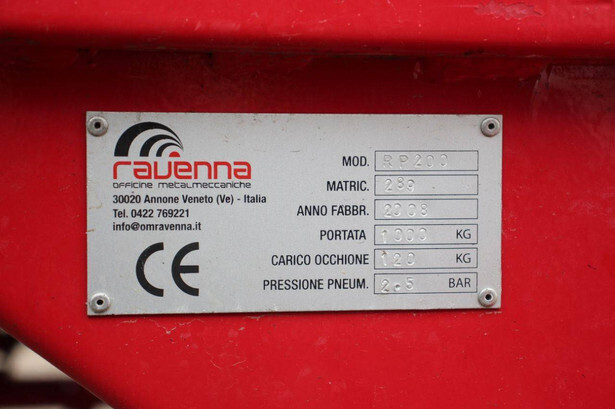 ravenna
officine metalmeccaniche
30020 Annone Veneto (Ve) - Italia
Tel. 0422 769221
info@omravenna.it
CE
MOD. RP200
MATRIC. 289
ANNO FABBR. 2008
PORTATA 1000 KG
CARICO OCCHIONE 120 KG
PRESSIONE PNEUM. 2.5 BAR